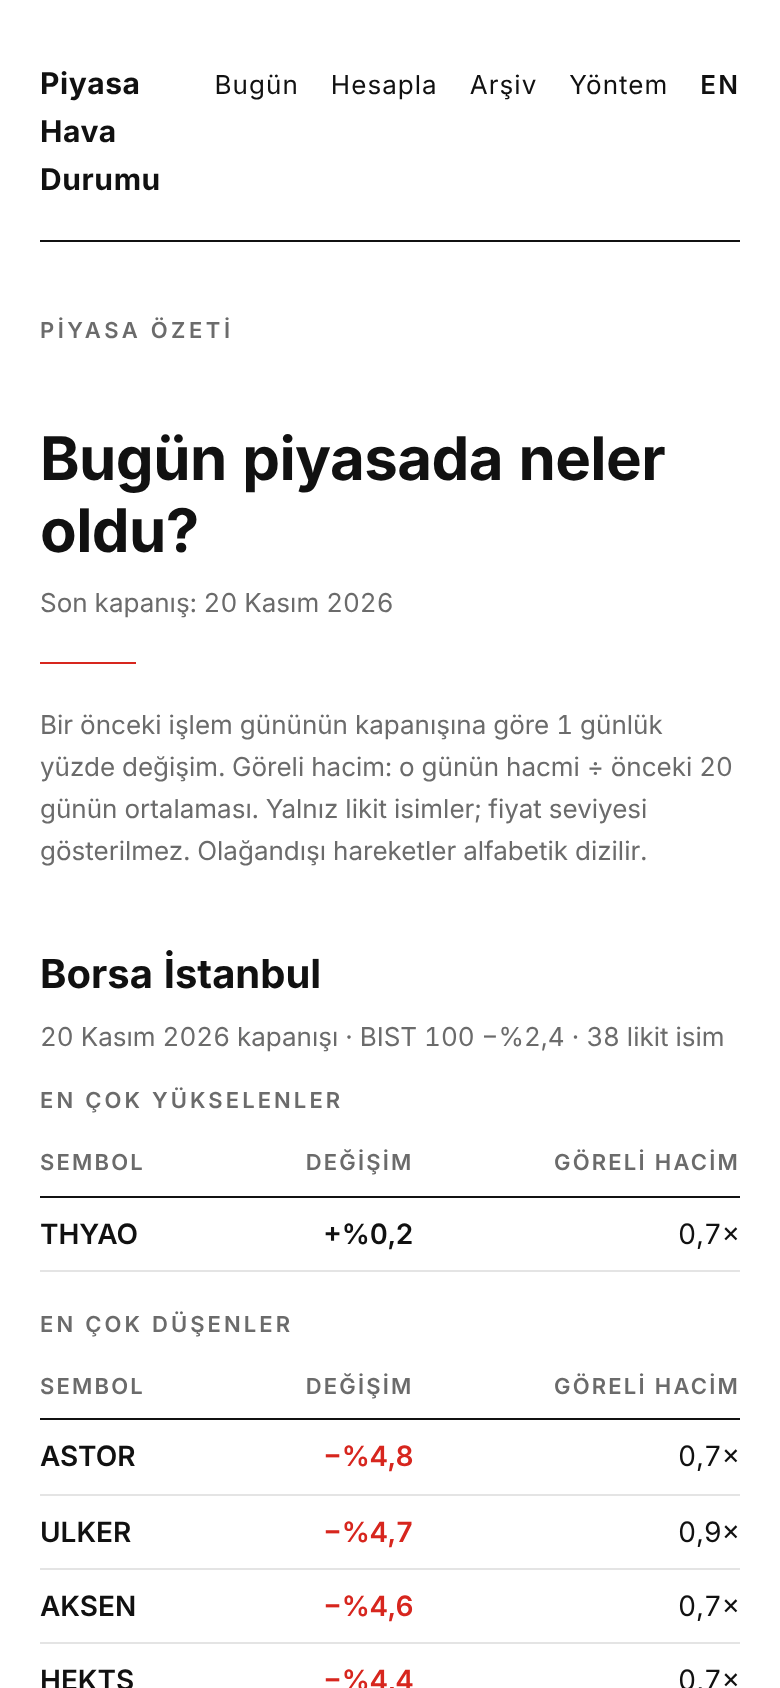 Piyasa Hava Durumu
Bugün Hesapla Arşiv Yöntem EN
PİYASA ÖZETİ
Bugün piyasada neler
oldu?
Son kapanış: 20 Kasım 2026
Bir önceki işlem gününün kapanışına göre 1 günlük
yüzde değişim. Göreli hacim: o günün hacmi ÷ önceki 20
günün ortalaması. Yalnız likit isimler; fiyat seviyesi
gösterilmez. Olağandışı hareketler alfabetik dizilir.
Borsa İstanbul
20 Kasım 2026 kapanışı · BIST 100 −%2,4 · 38 likit isim
EN ÇOK YÜKSELENLER
SEMBOL DEĞİŞİM GÖRELİ HACİM
THYAO +%0,2 0,7×
EN ÇOK DÜŞENLER
SEMBOL DEĞİŞİM GÖRELİ HACİM
ASTOR −%4,8 0,7×
ULKER −%4,7 0,9×
AKSEN −%4,6 0,7×
HEKTS −%4,4 0,7×